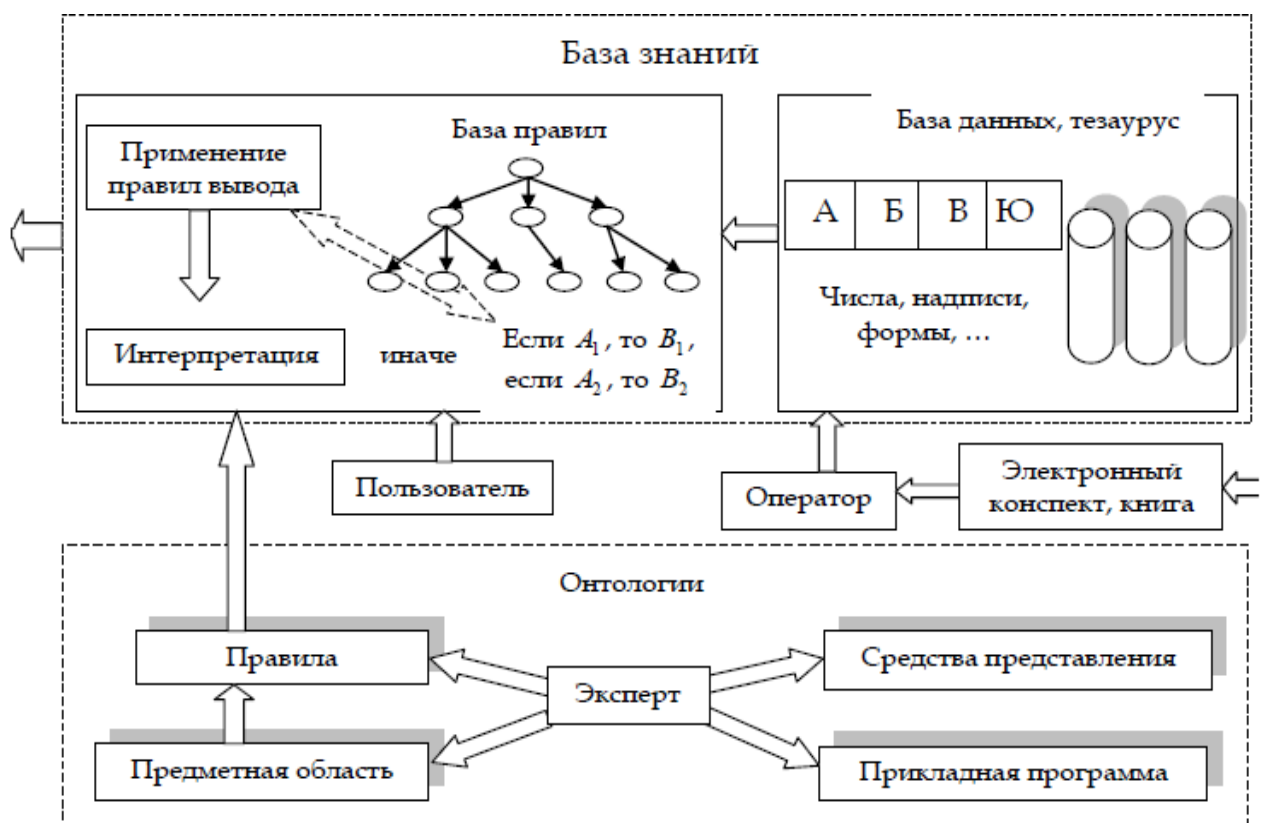 База знаний
Применение
правил вывода
База правил
Интерпретация
иначе
Если A₁, то B₁,
если A₂, то B₂
База данных, тезаурус
А Б В Ю
Числа, надписи,
формы, ...
Пользователь
Оператор
Электронный
конспект, книга
Онтологии
Правила
Средства представления
Эксперт
Предметная область
Прикладная программа